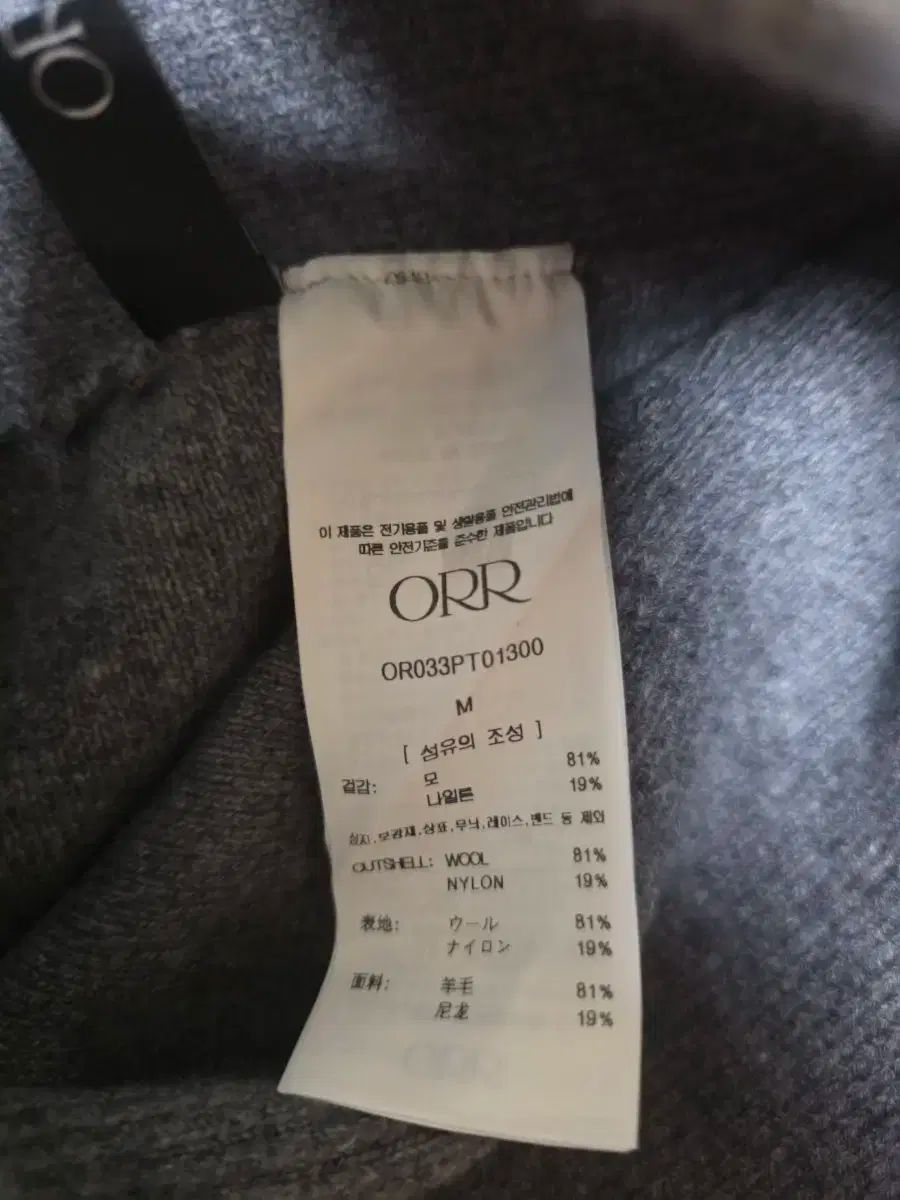 이 제품은 전기용품 및 생활용품 안전관리법에
따른 안전기준을 준수한 제품입니다
ORR
OR033PT01300
M
[ 섬유의 조성 ]
겉감: 모 81%
나일론 19%
심지,보강재,상표,무늬,레이스,밴드 등 제외
OUTSHELL: WOOL 81%
NYLON 19%
表地: ウール 81%
ナイロン 19%
面料: 羊毛 81%
尼龙 19%